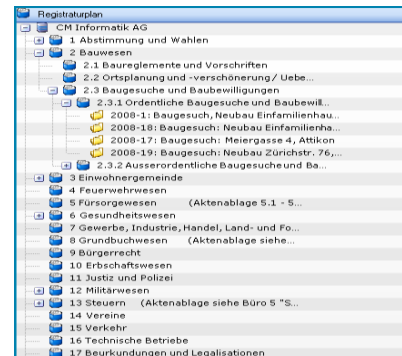 Registraturplan
CM Informatik AG
1 Abstimmung und Wahlen
2 Bauwesen
2.1 Baureglemente und Vorschriften
2.2 Ortsplanung und -verschönerung/ Uebe...
2.3 Baugesuche und Baubewilligungen
2.3.1 Ordentliche Baugesuche und Baubewill...
2008-1: Baugesuch, Neubau Einfamilienhau...
2008-18: Baugesuch: Neubau Einfamilienha...
2008-17: Baugesuch: Meiergasse 4, Attikon
2008-19: Baugesuch: Neubau Zürichstr. 76,...
2.3.2 Ausserordentliche Baugesuche und Ba...
3 Einwohnergemeinde
4 Feuerwehrwesen
5 Fürsorgewesen (Aktenablage 5.1 - 5...
6 Gesundheitswesen
7 Gewerbe, Industrie, Handel, Land- und Fo...
8 Grundbuchwesen (Aktenablage siehe...
9 Bürgerrecht
10 Erbschaftswesen
11 Justiz und Polizei
12 Militärwesen
13 Steuern (Aktenablage siehe Büro 5 "S...
14 Vereine
15 Verkehr
16 Technische Betriebe
17 Beurkundungen und Legalisationen